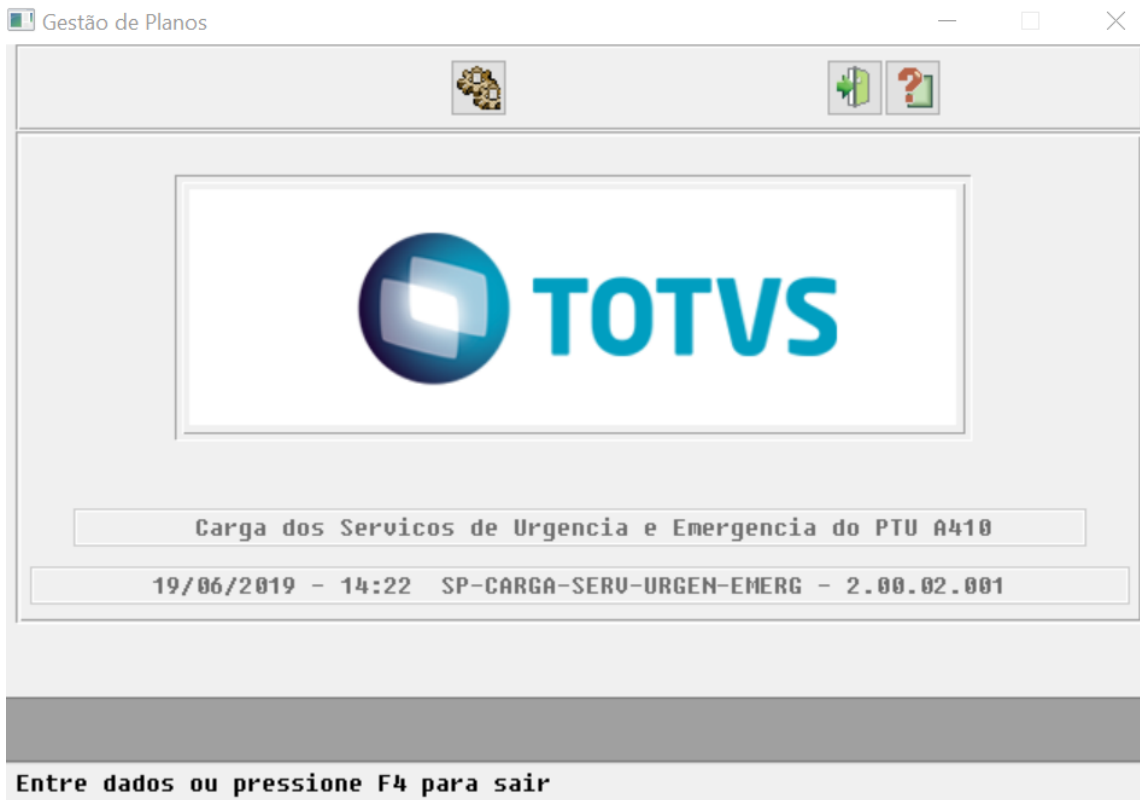 Gestão de Planos
TOTVS
Carga dos Servicos de Urgencia e Emergencia do PTU A410
19/06/2019 - 14:22 SP-CARGA-SERV-URGEN-EMERG - 2.00.02.001
Entre dados ou pressione F4 para sair